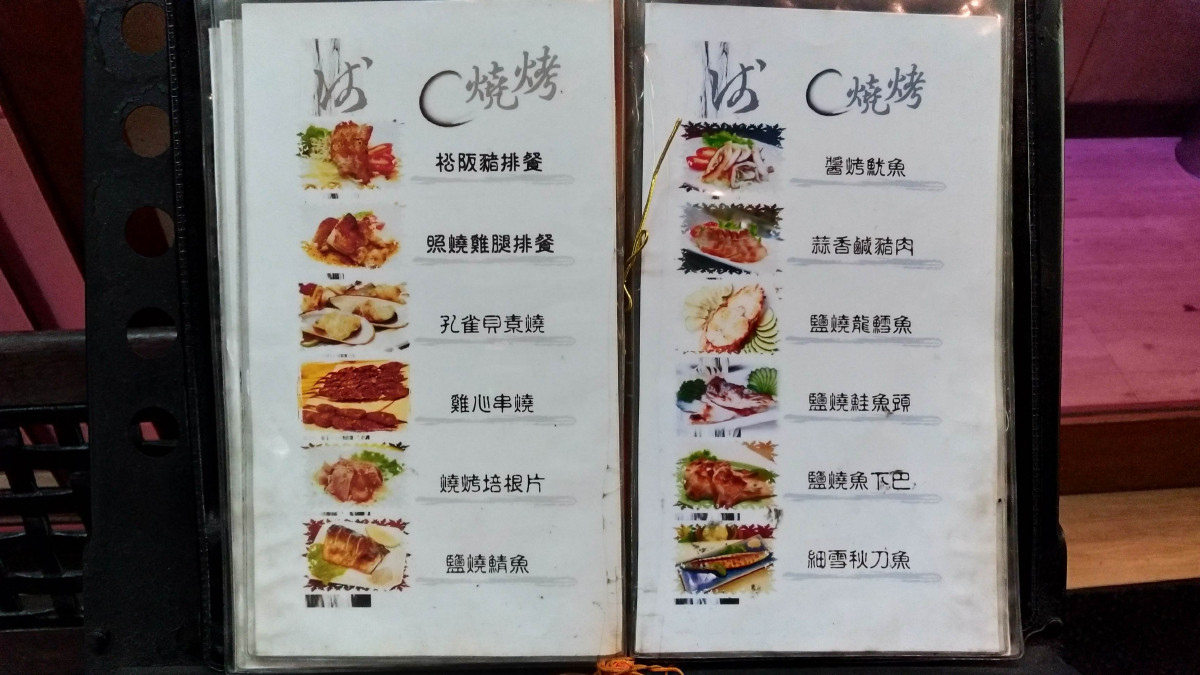 燒烤
松阪豬排餐
照燒雞腿排餐
孔雀貝素燒
雞心串燒
燒烤培根片
鹽燒鯖魚
燒烤
醬烤魷魚
蒜香鹹豬肉
鹽燒龍鱈魚
鹽燒鮭魚頭
鹽燒魚下巴
細雪秋刀魚